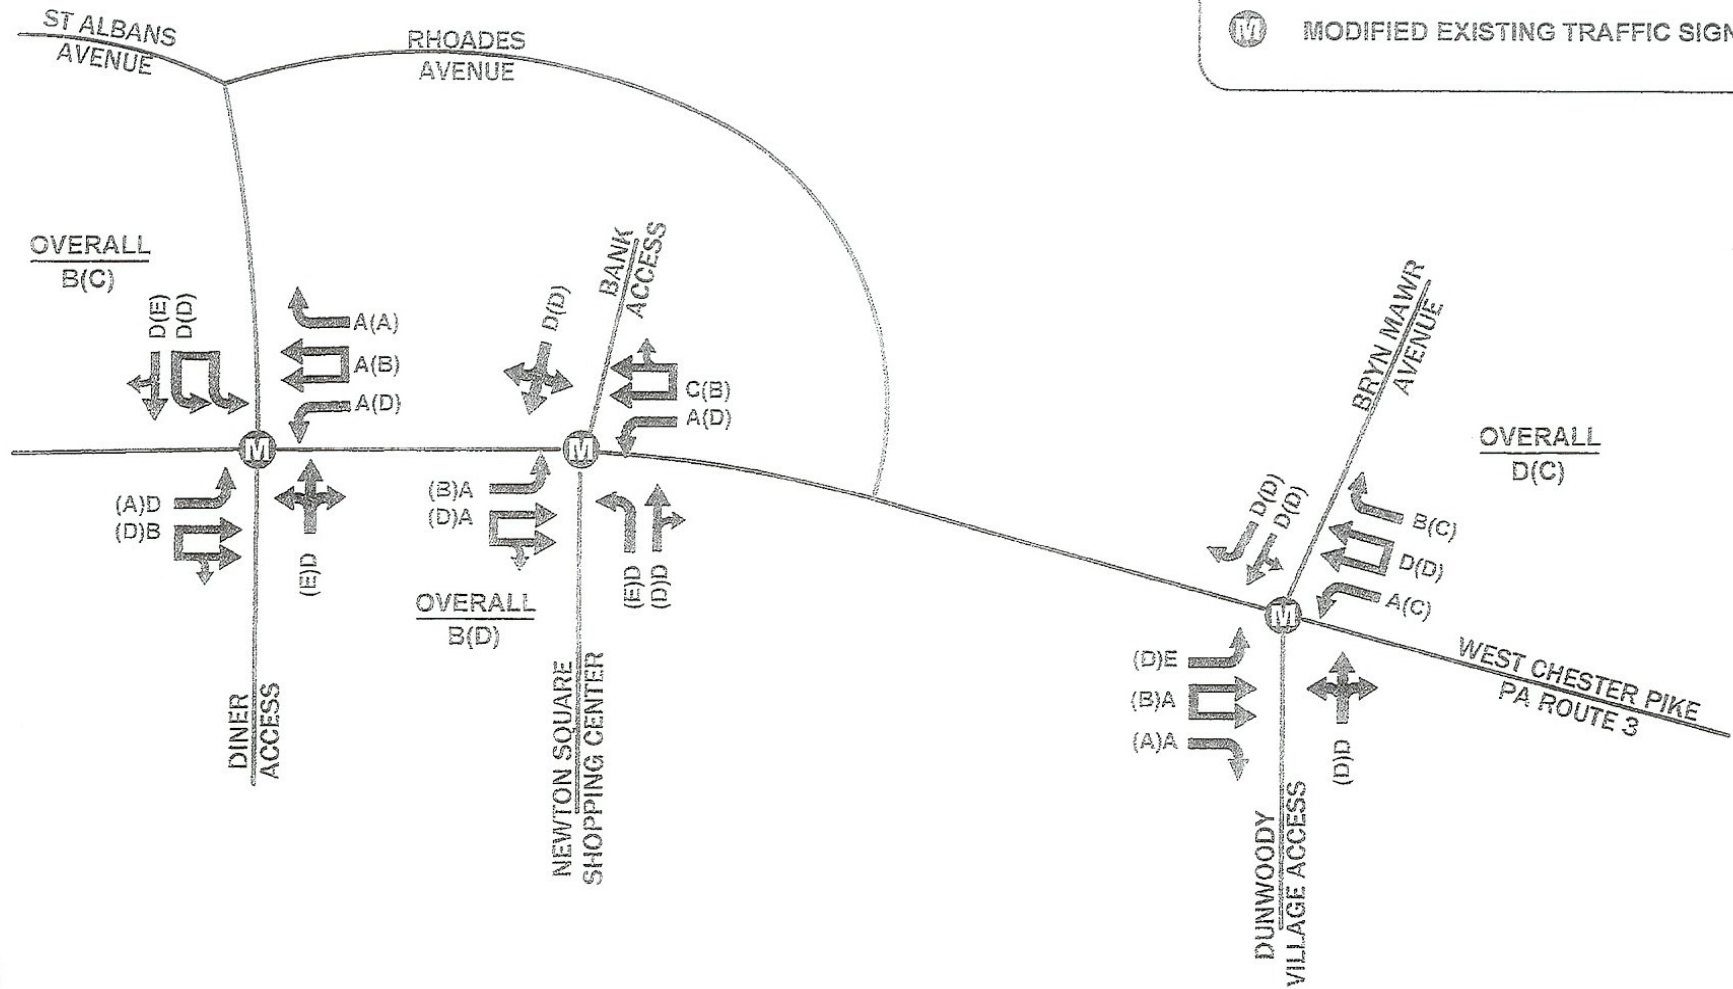 M MODIFIED EXISTING TRAFFIC SIGN
ST ALBANS
AVENUE
RHOADES
AVENUE
OVERALL
B(C)
D(E)
D(D)
A(A)
A(B)
A(D)
M
(A)D
(D)B
(E)D
DINER
ACCESS
D(D)
BANK
ACCESS
C(B)
A(D)
M
(B)A
(D)A
(E)D
(D)D
OVERALL
B(D)
NEWTON SQUARE
SHOPPING CENTER
BRYN MAWR
AVENUE
OVERALL
D(C)
D(D)
D(D)
B(C)
D(D)
A(C)
M
(D)E
(B)A
(A)A
(D)D
WEST CHESTER PIKE
PA ROUTE 3
DUNWOODY
VILLAGE ACCESS